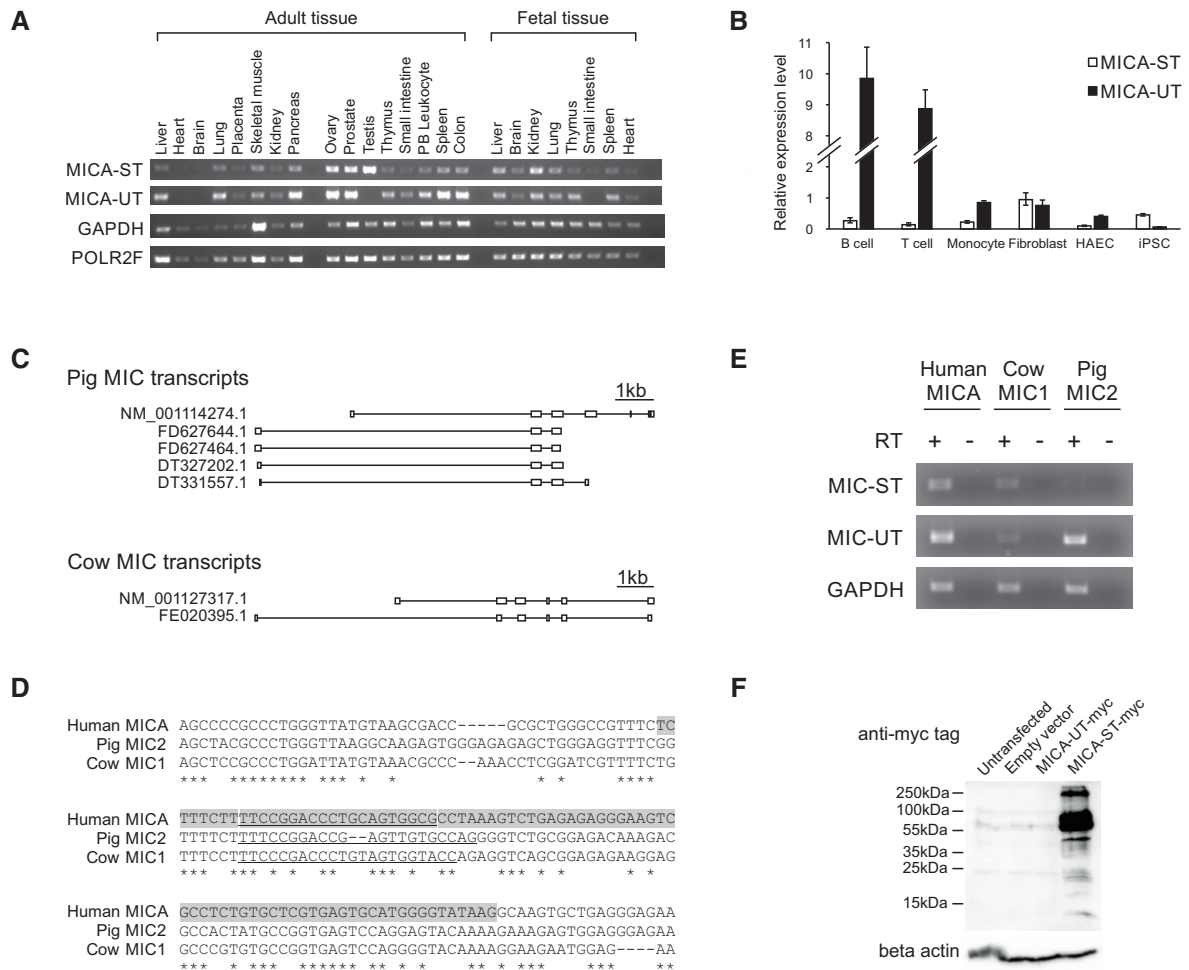 A
Adult tissue
Fetal tissue
Liver
Heart
Brain
Lung
Placenta
Skeletal muscle
Kidney
Pancreas
Ovary
Prostate
Testis
Thymus
Small intestine
PB Leukocyte
Spleen
Colon
Liver
Brain
Kidney
Lung
Thymus
Small intestine
Spleen
Heart
MICA-ST
MICA-UT
GAPDH
POLR2F
B
Relative expression level
11
10
9
8
2
1
0
MICA-ST
MICA-UT
B cell T cell Monocyte Fibroblast HAEC iPSC
C
Pig MIC transcripts
1kb
NM_001114274.1
FD627644.1
FD627464.1
DT327202.1
DT331557.1
Cow MIC transcripts
1kb
NM_001127317.1
FE020395.1
D
Human MICA AGCCCCGCCCTGGGTTATGTAAGCGACC-----GCGCTGGGCCGTTTCTTC
Pig MIC2 AGCTACGCCCTGGGTTAAGGCAAGAGTGGGAGAGAGCTGGGAGGTTTCGG
Cow MIC1 AGCTCCGCCCTGGATTATGTAAACGCCC--AAACCTCGGATCGTTTTCTG
*** ******** *** * * * * ****
Human MICA TTTCTTTTCCGGACCCTGCAGTGGCGCCTAAAGTCTGAGAGAGGGAAGTC
Pig MIC2 TTTTCTTTTCCGGACCG--AGTTGTGCCAGGGGTCTGCGGAGACAAAGAC
Cow MIC1 TTTCCTTTCCCGACCCTGTAGTGGTACCAGAGGTCAGCGGAGAGAAGGAG
*** *** * * ** *** * ** *** * * * *
Human MICA GCCTCTGTGCTCGTGAGTGCATGGGGTATAAGGCAAGTGCTGAGGGAGAA
Pig MIC2 GCCACTATGCCGGTGAGTCCAGGAGTACAAAAGAAAGAGTGGAGGGAGAA
Cow MIC1 GCCCGTGTGCCGGTGAGTCCAGGGGTACAAAAGGAAGAATGGAG----AA
*** * *** ****** ** * * ** * *** * *** **
E
Human MICA
Cow MIC1
Pig MIC2
RT + - + - + -
MIC-ST
MIC-UT
GAPDH
F
anti-myc tag
Untransfected
Empty vector
MICA-UT-myc
MICA-ST-myc
250kDa
100kDa
55kDa
35kDa
25kDa
15kDa
beta actin